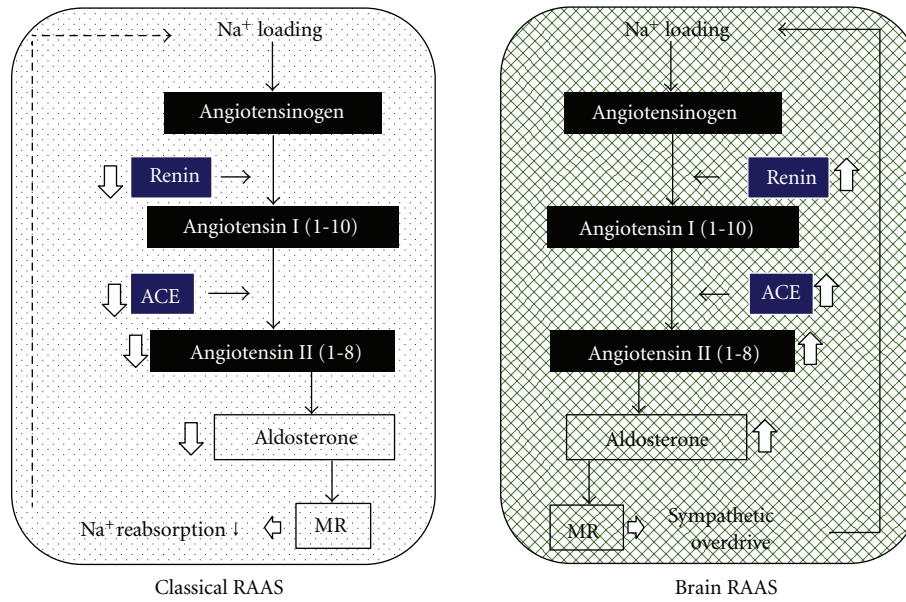 Na⁺ loading
Angiotensinogen
Renin
Angiotensin I (1-10)
ACE
Angiotensin II (1-8)
Aldosterone
Na⁺ reabsorption ↓
MR
Classical RAAS
Na⁺ loading
Angiotensinogen
Renin
Angiotensin I (1-10)
ACE
Angiotensin II (1-8)
Aldosterone
MR
Sympathetic
overdrive
Brain RAAS